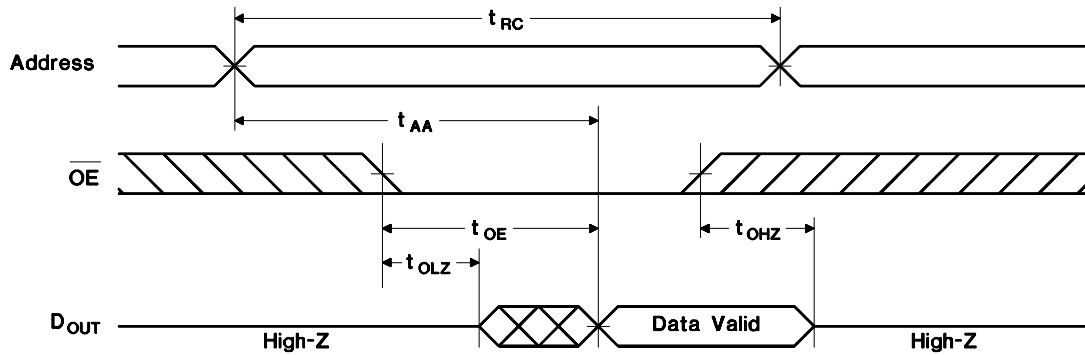 t RC
Address
t AA
OE
t OE
t OHZ
t OLZ
D OUT
High-Z
Data Valid
High-Z